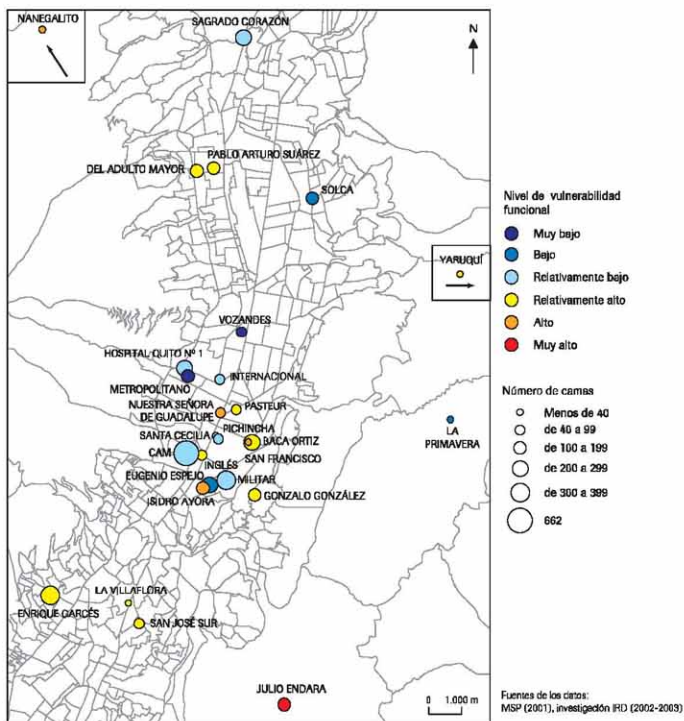 NANEGALITO
SAGRADO CORAZÓN
N
PABLO ARTURO SUÁREZ
DEL ADULTO MAYOR
SOLCA
YARUQUÍ
VOZANDES
HOSPITAL QUITO Nº 1
INTERNACIONAL
METROPOLITANO
NUESTRA SEÑORA
DE GUADALUPE
PASTEUR
PICHINCHA
SANTA CECILIA
BACA ORTIZ
CAM
SAN FRANCISCO
INGLÉS
EUGENIO ESPEJO
MILITAR
ISIDRO AYORA
GONZALO GONZÁLEZ
LA
PRIMAVERA
LA VILLAFLORA
ENRIQUE GARCÉS
SAN JOSÉ SUR
JULIO ENDARA
0 1.000 m
Nivel de vulnerabilidad
funcional
Muy bajo
Bajo
Relativamente bajo
Relativamente alto
Alto
Muy alto
Número de camas
Menos de 40
de 40 a 99
de 100 a 199
de 200 a 299
de 300 a 399
662
Fuentes de los datos:
MSP (2001), investigación IRD (2002-2003)